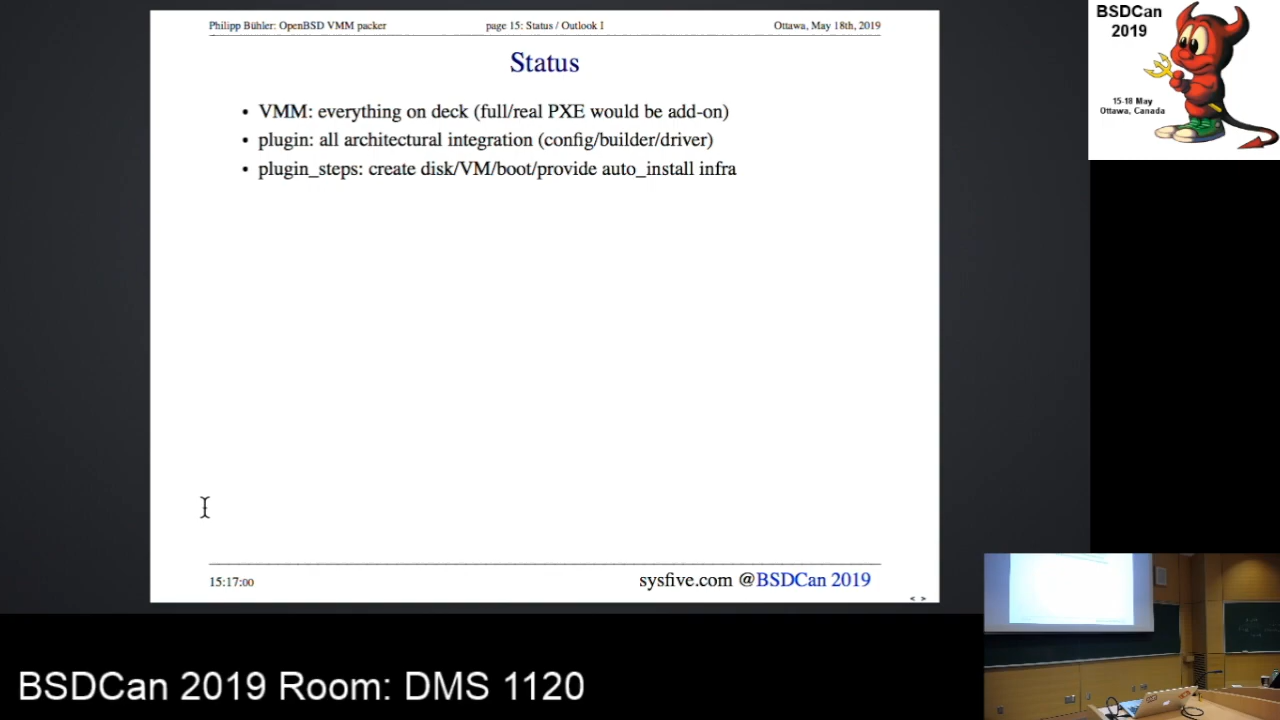 Philipp Bühler: OpenBSD VMM packer
page 15: Status / Outlook I
Ottawa, May 18th, 2019
Status
• VMM: everything on deck (full/real PXE would be add-on)
• plugin: all architectural integration (config/builder/driver)
• plugin_steps: create disk/VM/boot/provide auto_install infra
15:17:00
sysfive.com @BSDCan 2019
< >
BSDCan
2019
15-18 May
Ottawa, Canada
BSDCan 2019 Room: DMS 1120